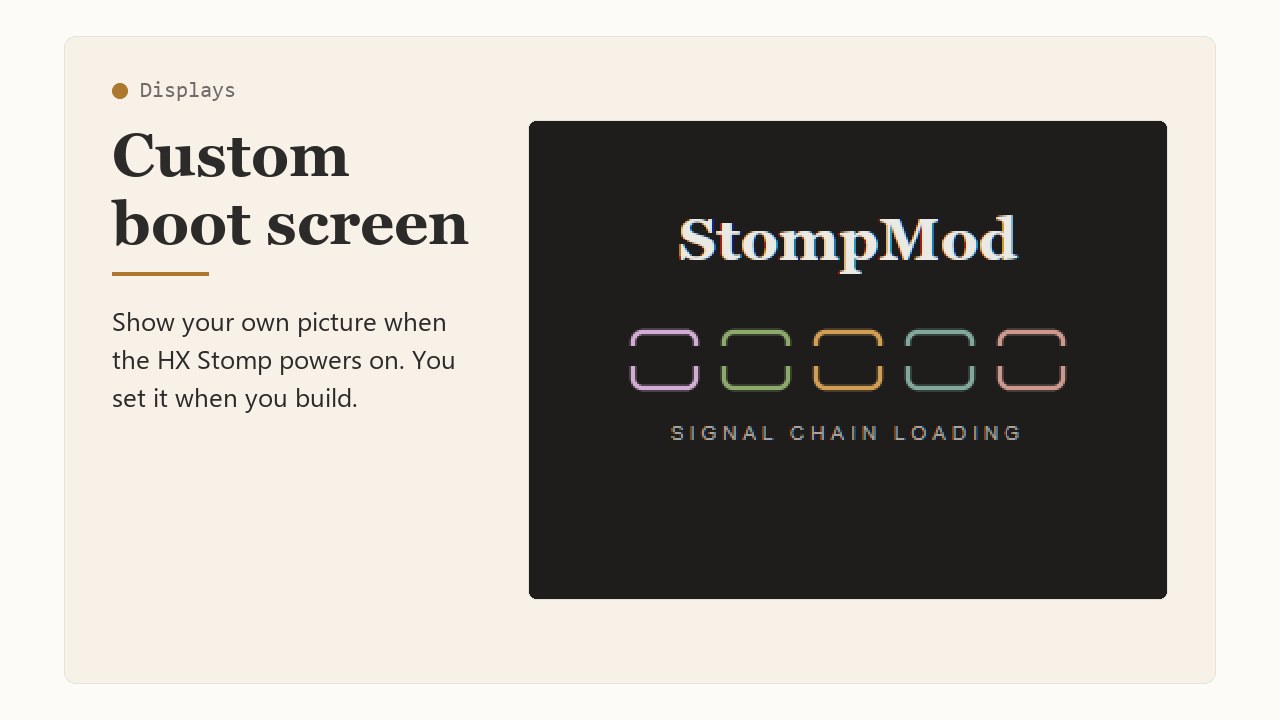 Displays
Custom
boot screen
Show your own picture when
the HX Stomp powers on. You
set it when you build.
StompMod
SIGNAL CHAIN LOADING